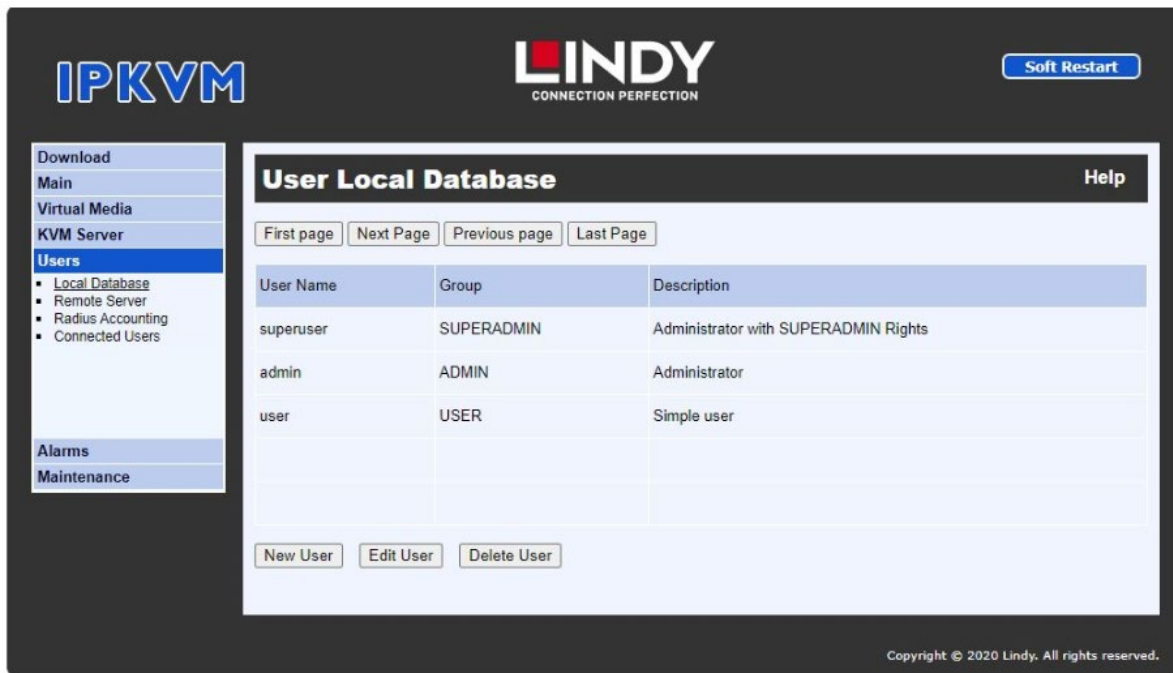 IPKVM
LINDY
CONNECTION PERFECTION
Soft Restart
Download
Main
Virtual Media
KVM Server
Users
Local Database
Remote Server
Radius Accounting
Connected Users
Alarms
Maintenance
User Local Database
Help
First page Next Page Previous page Last Page
User Name Group Description
superuser SUPERADMIN Administrator with SUPERADMIN Rights
admin ADMIN Administrator
user USER Simple user
New User Edit User Delete User
Copyright © 2020 Lindy. All rights reserved.